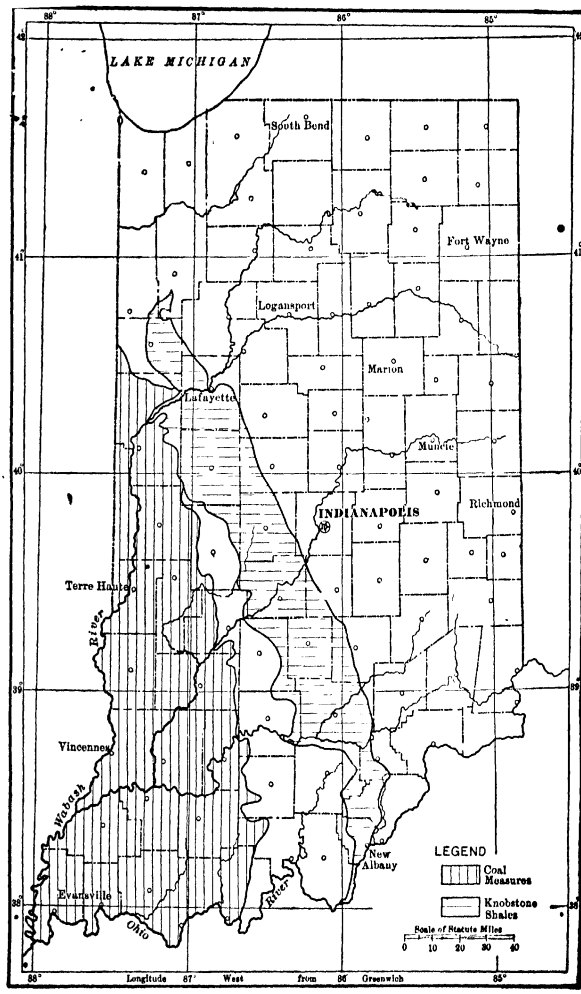 88° 87° 86° 85°
LAKE MICHIGAN
South Bend
41
Fort Wayne
Logansport
Marion
Lafayette
Muncie
40
Richmond
INDIANAPOLIS
Terre Haute
River
39
Vincennes
Wabash
New
Albany
Evansville
38
Ohio
River
LEGEND
Coal
Measures
Knobstone
Shales
Scale of Statute Miles
0 10 20 30 40
88° 87° 86° 85°
Longitude West from Greenwich